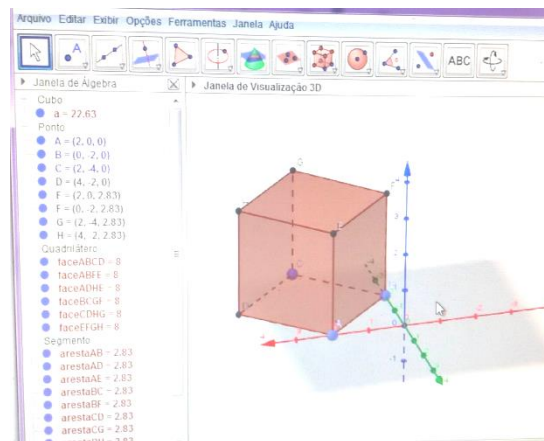 Arquivo Editar Exibir Opções Ferramentas Janela Ajuda
A
ABC
Janela de Álgebra
Janela de Visualização 3D
Cubo
a = 22.63
Ponto
A = (2, 0, 0)
B = (0, -2, 0)
C = (2, -4, 0)
D = (4, -2, 0)
E = (2, 0, 2.83)
F = (0, -2, 2.83)
G = (2, -4, 2.83)
H = (4, -2, 2.83)
Quadrilátero
faceABCD = 8
faceABFE = 8
faceADHE = 8
faceBCGF = 8
faceCDHG = 8
faceEFGH = 8
Segmento
arestaAB = 2.83
arestaAD = 2.83
arestaAE = 2.83
arestaBC = 2.83
arestaBF = 2.83
arestaCD = 2.83
arestaCG = 2.83